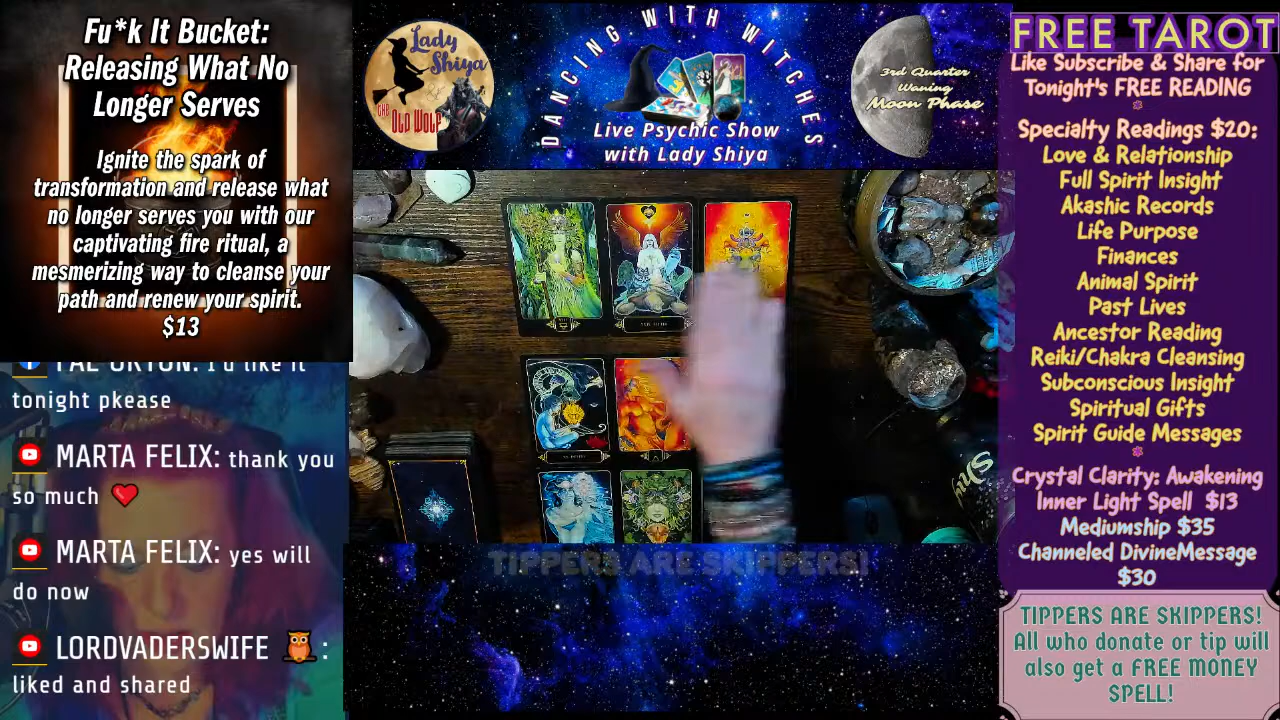 Fu*k It Bucket:
Releasing What No
Longer Serves
Ignite the spark of
transformation and release what
no longer serves you with our
captivating fire ritual, a
mesmerizing way to cleanse your
path and renew your spirit.
$13
I'd like it
tonight pkease
MARTA FELIX: thank you
so much ❤️
MARTA FELIX: yes will
do now
LORDVADERSWIFE 🦉:
liked and shared
Lady
Shiya
the
Old Wolf
DANCING WITH WITCHES
Live Psychic Show
with Lady Shiya
3rd Quarter
Waning
Moon Phase
TIPPERS ARE SKIPPERS!
FREE TAROT
Like Subscribe & Share for
Tonight's FREE READING
*
Specialty Readings $20:
Love & Relationship
Full Spirit Insight
Akashic Records
Life Purpose
Finances
Animal Spirit
Past Lives
Ancestor Reading
Reiki/Chakra Cleansing
Subconscious Insight
Spiritual Gifts
Spirit Guide Messages
*
Crystal Clarity: Awakening
Inner Light Spell $13
Mediumship $35
Channeled DivineMessage
$30
TIPPERS ARE SKIPPERS!
All who donate or tip will
also get a FREE MONEY
SPELL!